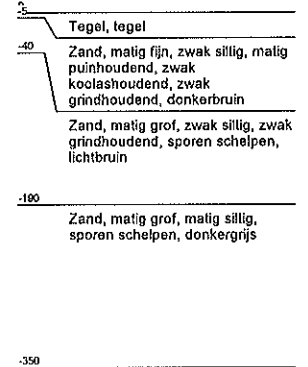 -5
Tegel, tegel
-40
Zand, matig fijn, zwak siltig, matig
puinhoudend, zwak
koolashoudend, zwak
grindhoudend, donkerbruin
Zand, matig grof, zwak siltig, zwak
grindhoudend, sporen schelpen,
lichtbruin
-190
Zand, matig grof, matig siltig,
sporen schelpen, donkergrijs
-350